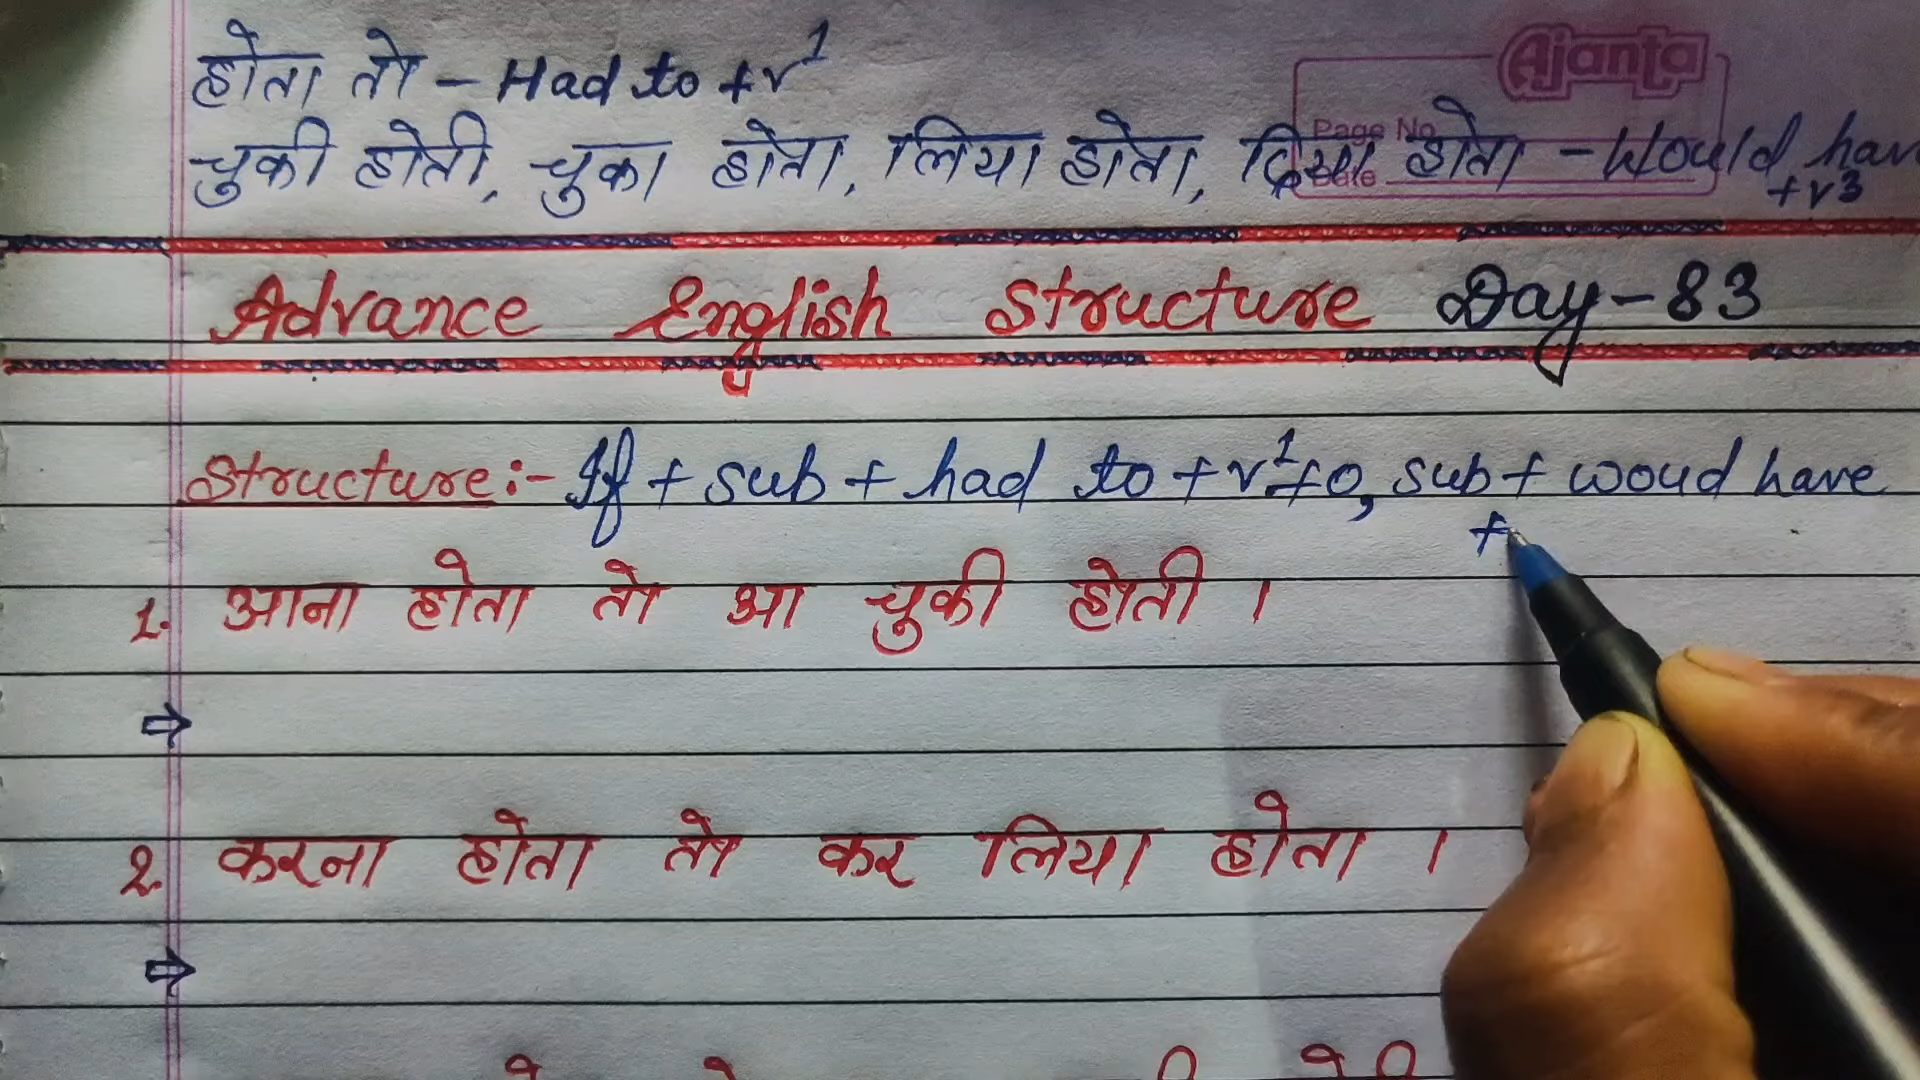 होता तो - Had to + v¹
Ajanta
Page No.
Date
चुकी होती, चुका होता, लिया होता, दिया होता - Would hav
+ v3
Advance English Structure Day - 83
Structure:- If + sub + had to + v¹ + o, sub + woud have
+
1. आना होता तो आ चुकी होती ।
⇒
2. करना होता तो कर लिया होता ।
⇒